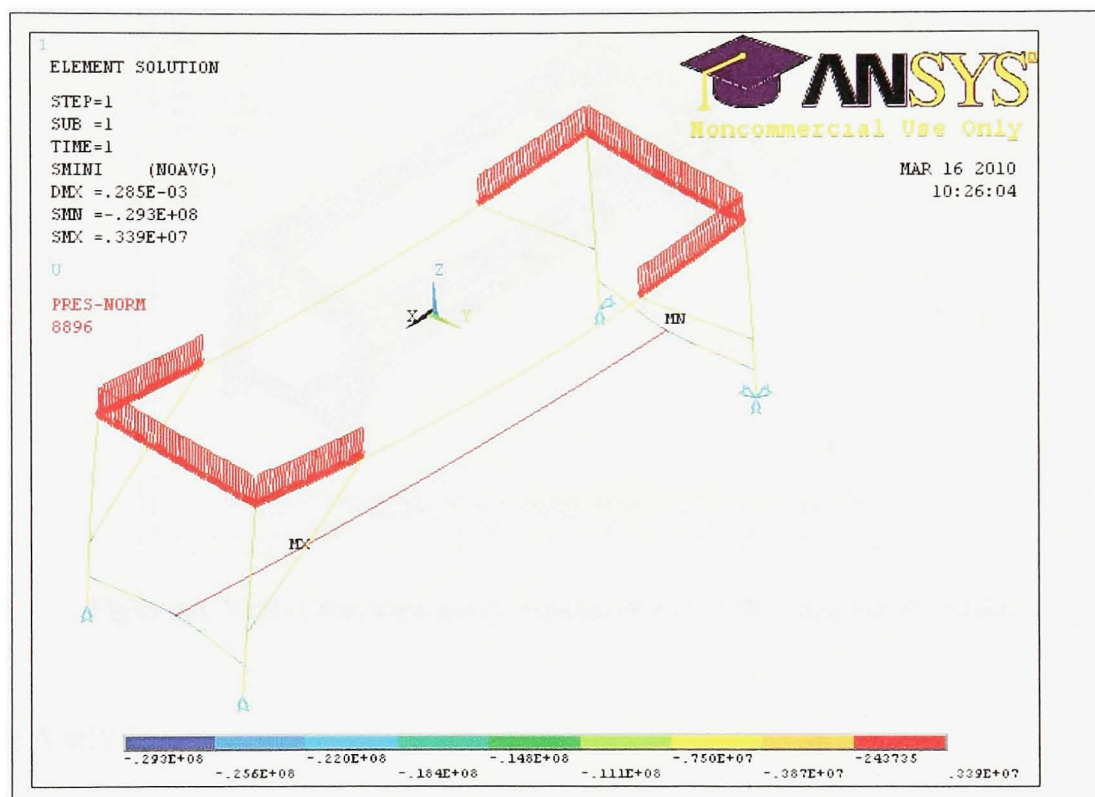 1
ELEMENT SOLUTION
STEP=1
SUB =1
TIME=1
SMINI (NOAVG)
DMX =.285E-03
SMN =-.293E+08
SMX =.339E+07
U
PRES-NORM
8896
ANSYS
Noncommercial Use Only
MAR 16 2010
10:26:04
Z
X
Y
MN
MX
-.293E+08
-.256E+08
-.220E+08
-.184E+08
-.148E+08
-.111E+08
-.750E+07
-.387E+07
-243735
.339E+07